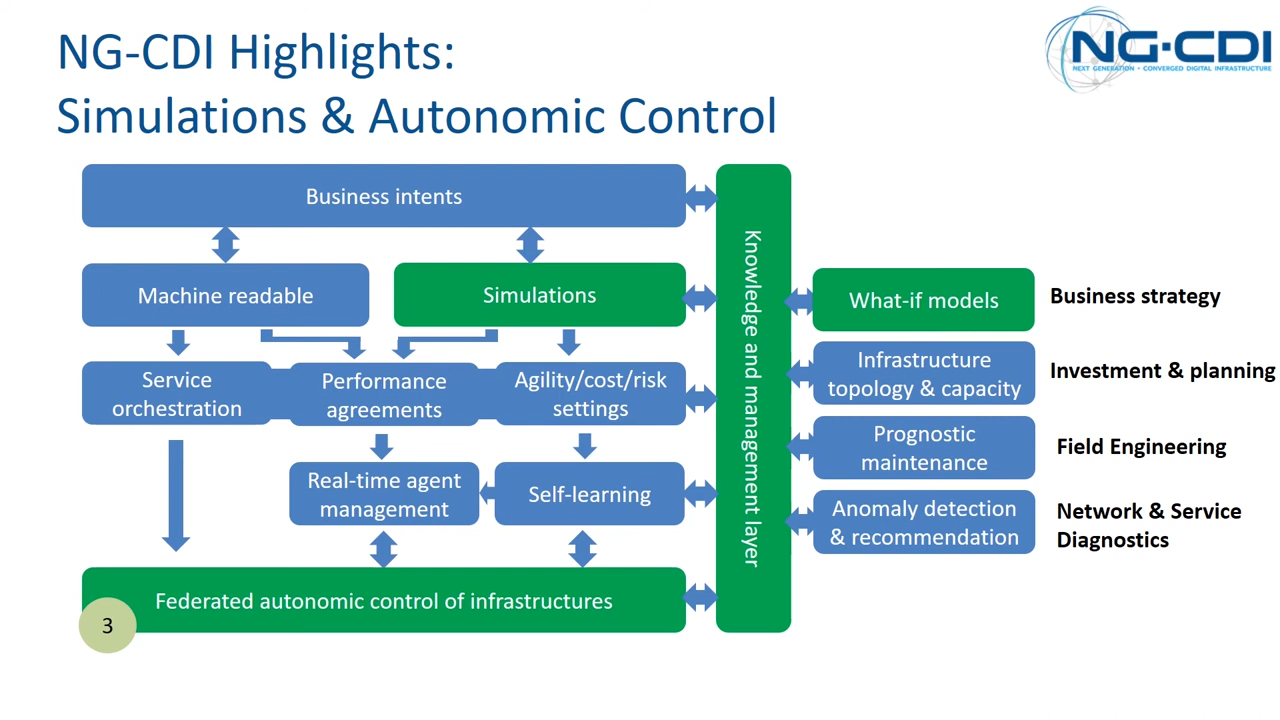 NG-CDI Highlights:
Simulations & Autonomic Control
NG·CDI
NEXT GENERATION • CONVERGED DIGITAL INFRASTRUCTURE
Business intents
Machine readable
Simulations
Service
orchestration
Performance
agreements
Agility/cost/risk
settings
Real-time agent
management
Self-learning
Federated autonomic control of infrastructures
3
Knowledge and management layer
What-if models
Business strategy
Infrastructure
topology & capacity
Investment & planning
Prognostic
maintenance
Field Engineering
Anomaly detection
& recommendation
Network & Service
Diagnostics